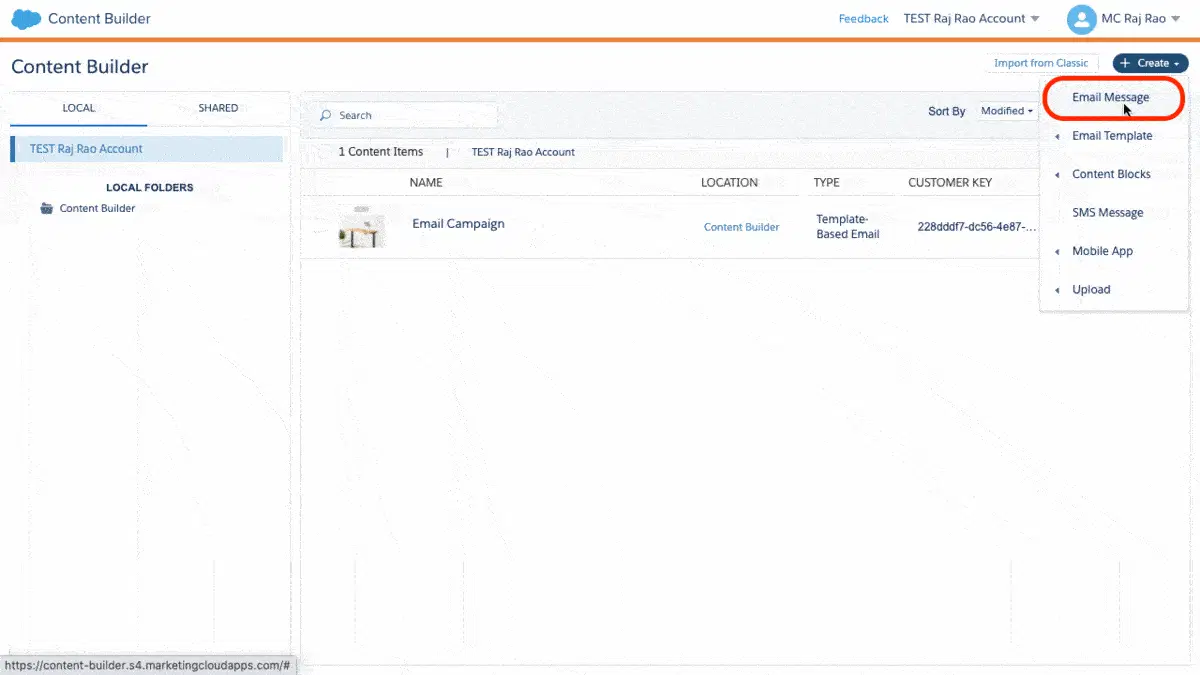 Content Builder
Feedback
TEST Raj Rao Account
MC Raj Rao
Content Builder
Import from Classic
+ Create
LOCAL
SHARED
TEST Raj Rao Account
LOCAL FOLDERS
Content Builder
Search
Sort By
Modified
1 Content Items | TEST Raj Rao Account
NAME
LOCATION
TYPE
CUSTOMER KEY
Email Campaign
Content Builder
Template-
Based Email
228dddf7-dc56-4e87-...
Email Message
Email Template
Content Blocks
SMS Message
Mobile App
Upload
https://content-builder.s4.marketingcloudapps.com/#